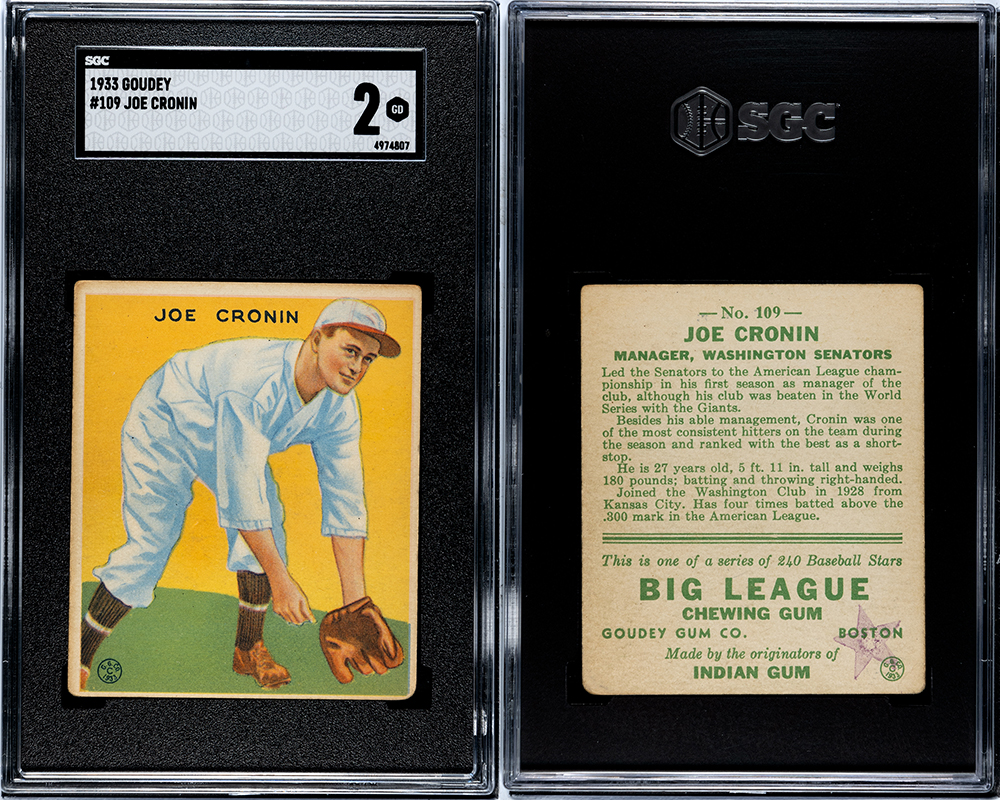 SGC
1933 GOUDEY
#109 JOE CRONIN
2
GD
4974807
JOE CRONIN
G.G.Co.
C
1933
SGC
— No. 109 —
JOE CRONIN
MANAGER, WASHINGTON SENATORS
Led the Senators to the American League cham-
pionship in his first season as manager of the
club, although his club was beaten in the World
Series with the Giants.
Besides his able management, Cronin was one
of the most consistent hitters on the team during
the season and ranked with the best as a short-
stop.
He is 27 years old, 5 ft. 11 in. tall and weighs
180 pounds; batting and throwing right-handed.
Joined the Washington Club in 1928 from
Kansas City. Has four times batted above the
.300 mark in the American League.
This is one of a series of 240 Baseball Stars
BIG LEAGUE
CHEWING GUM
GOUDEY GUM CO. BOSTON
Made by the originators of
INDIAN GUM
G.G.Co.
C
1933